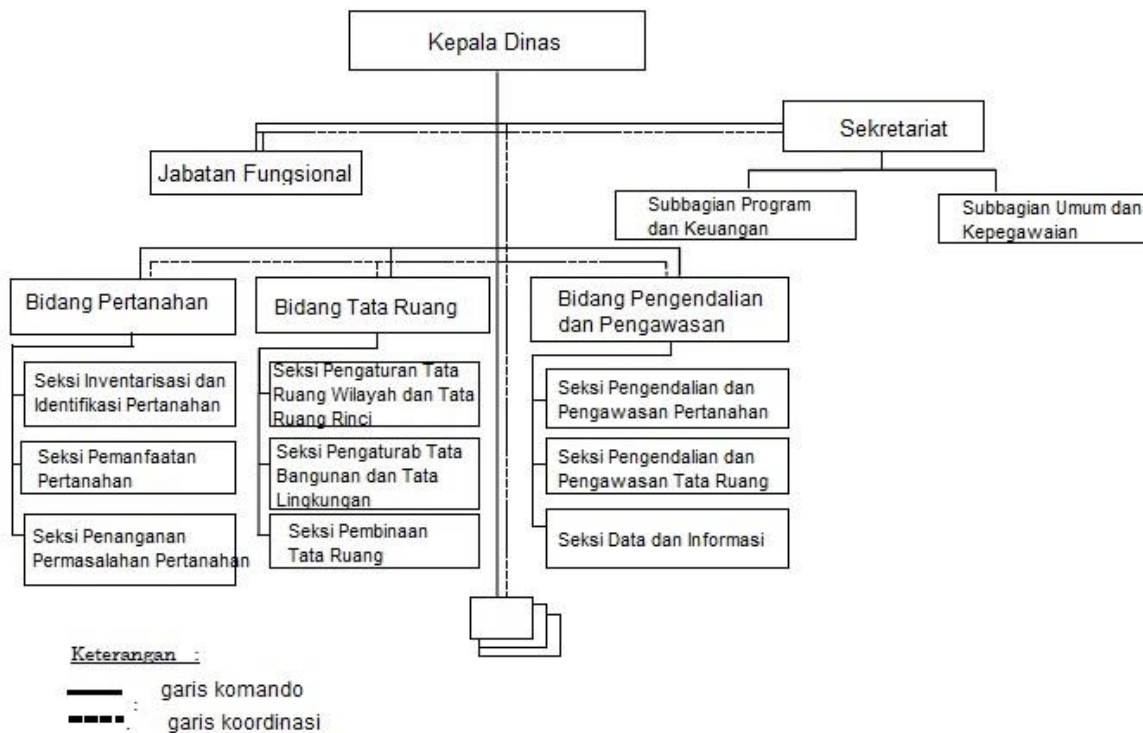 Kepala Dinas
Sekretariat
Jabatan Fungsional
Subbagian Program
dan Keuangan
Subbagian Umum dan
Kepegawaian
Bidang Pertanahan
Bidang Tata Ruang
Bidang Pengendalian
dan Pengawasan
Seksi Inventarisasi dan
Identifikasi Pertanahan
Seksi Pemanfaatan
Pertanahan
Seksi Penanganan
Permasalahan Pertanahan
Seksi Pengaturan Tata
Ruang Wilayah dan Tata
Ruang Rinci
Seksi Pengaturab Tata
Bangunan dan Tata
Lingkungan
Seksi Pembinaan
Tata Ruang
Seksi Pengendalian dan
Pengawasan Pertanahan
Seksi Pengendalian dan
Pengawasan Tata Ruang
Seksi Data dan Informasi
Keterangan :
: garis komando
: garis koordinasi